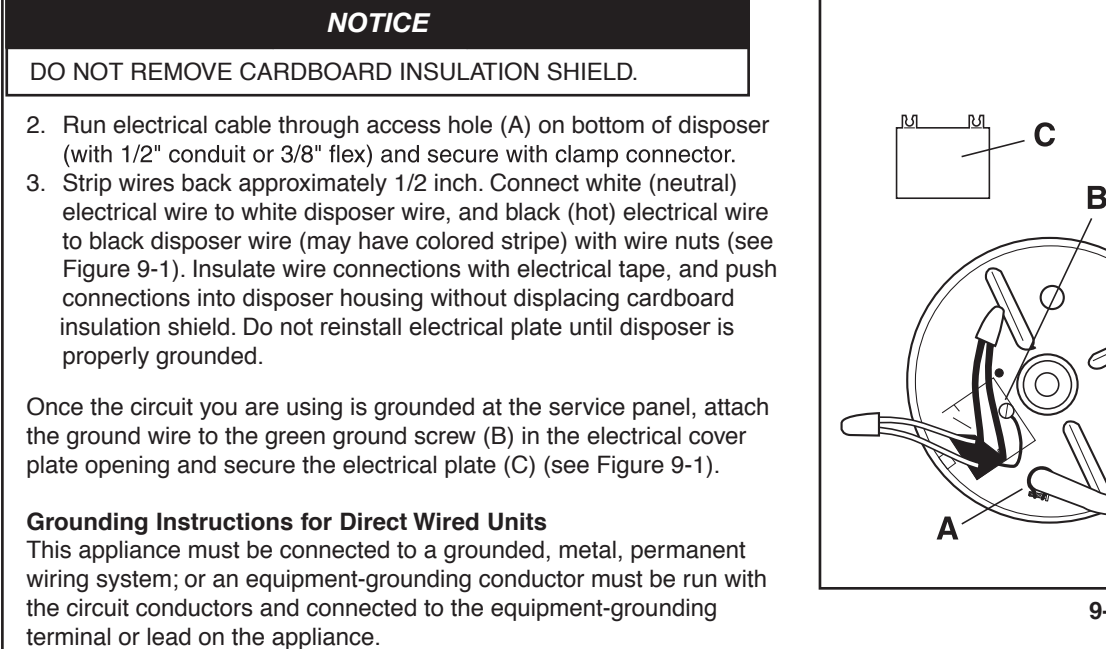 NOTICE
DO NOT REMOVE CARDBOARD INSULATION SHIELD.
2. Run electrical cable through access hole (A) on bottom of disposer
(with 1/2" conduit or 3/8" flex) and secure with clamp connector.
3. Strip wires back approximately 1/2 inch. Connect white (neutral)
electrical wire to white disposer wire, and black (hot) electrical wire
to black disposer wire (may have colored stripe) with wire nuts (see
Figure 9-1). Insulate wire connections with electrical tape, and push
connections into disposer housing without displacing cardboard
insulation shield. Do not reinstall electrical plate until disposer is
properly grounded.
Once the circuit you are using is grounded at the service panel, attach
the ground wire to the green ground screw (B) in the electrical cover
plate opening and secure the electrical plate (C) (see Figure 9-1).
Grounding Instructions for Direct Wired Units
This appliance must be connected to a grounded, metal, permanent
wiring system; or an equipment-grounding conductor must be run with
the circuit conductors and connected to the equipment-grounding
terminal or lead on the appliance.
C
B
A
9-